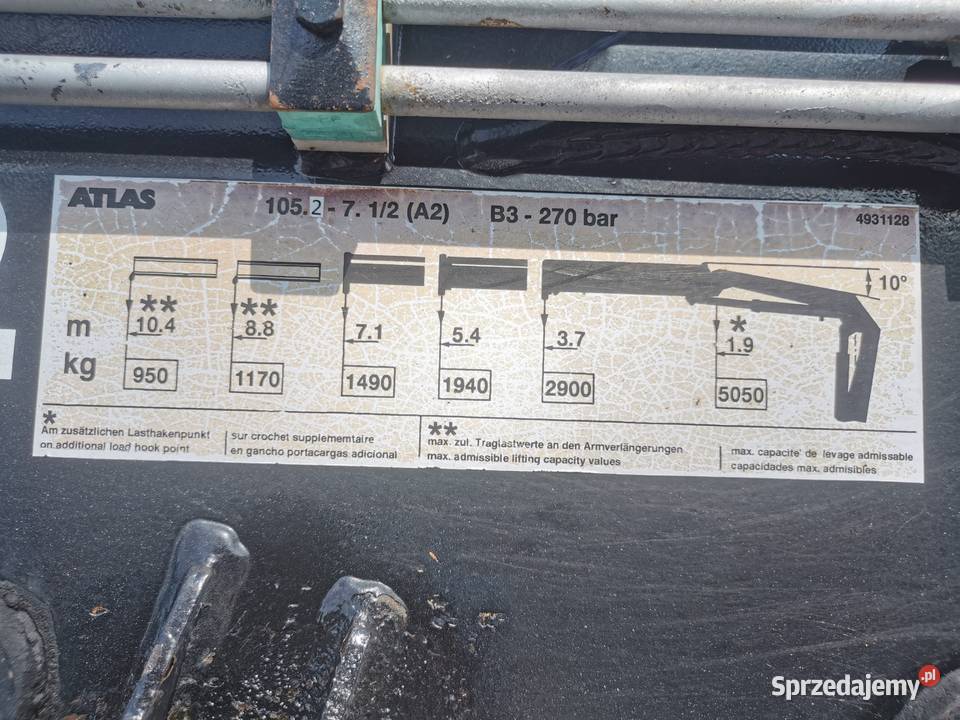 ATLAS 105.2 - 7. 1/2 (A2) B3 - 270 bar 4931128
10°
** ** *
m 10.4 8.8 7.1 5.4 3.7 1.9
kg 950 1170 1490 1940 2900 5050
*
Am zusätzlichen Lasthakenpunkt
on additional load hook point
sur crochet supplementaire
en gancho portacargas adicional
**
max. zul. Traglastwerte an den Armverlängerungen
max. admissible lifting capacity values
max. capacite' de levage admissable
capacidades max. admisibles
Sprzedajemy.pl